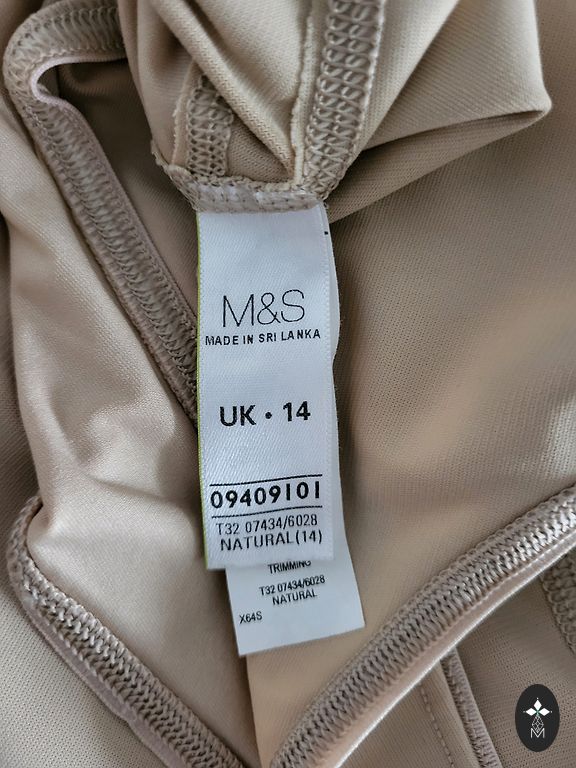 M&S
MADE IN SRI LANKA
UK • 14
09409101
T32 07434/6028
NATURAL (14)
TRIMMING
T32 07434/6028
NATURAL
X64S
M